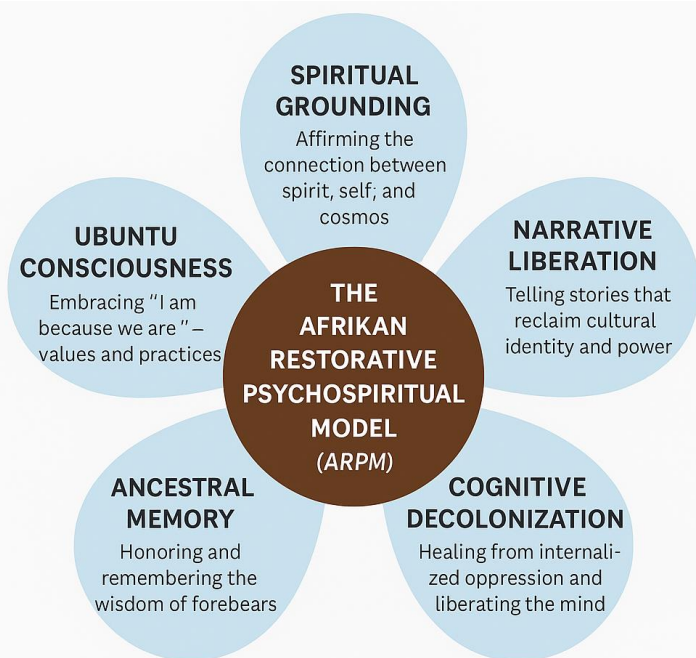 SPIRITUAL
GROUNDING
Affirming the
connection between
spirit, self; and
cosmos
UBUNTU
CONSCIOUSNESS
Embracing "I am
because we are" –
values and practices
NARRATIVE
LIBERATION
Telling stories that
reclaim cultural
identity and power
THE
AFRIKAN
RESTORATIVE
PSYCHOSPIRITUAL
MODEL
(ARPM)
ANCESTRAL
MEMORY
Honoring and
remembering the
wisdom of forebears
COGNITIVE
DECOLONIZATION
Healing from internali-
zed oppression and
liberating the mind